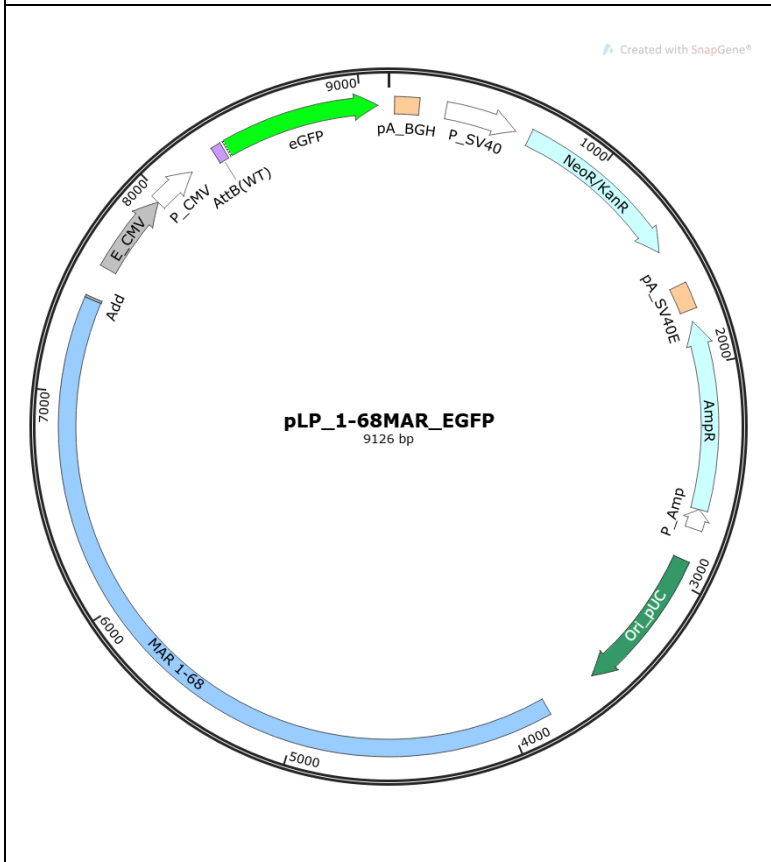 Created with SnapGene®
9000
pA_BGH
P_SV40
1000
NeoR/KanR
pA_SV40E
2000
AmpR
P_Amp
3000
Ori_pUC
4000
5000
MAR 1-68
6000
7000
Add
E_CMV
8000
P_CMV
AttB(WT)
eGFP
pLP_1-68MAR_EGFP
9126 bp